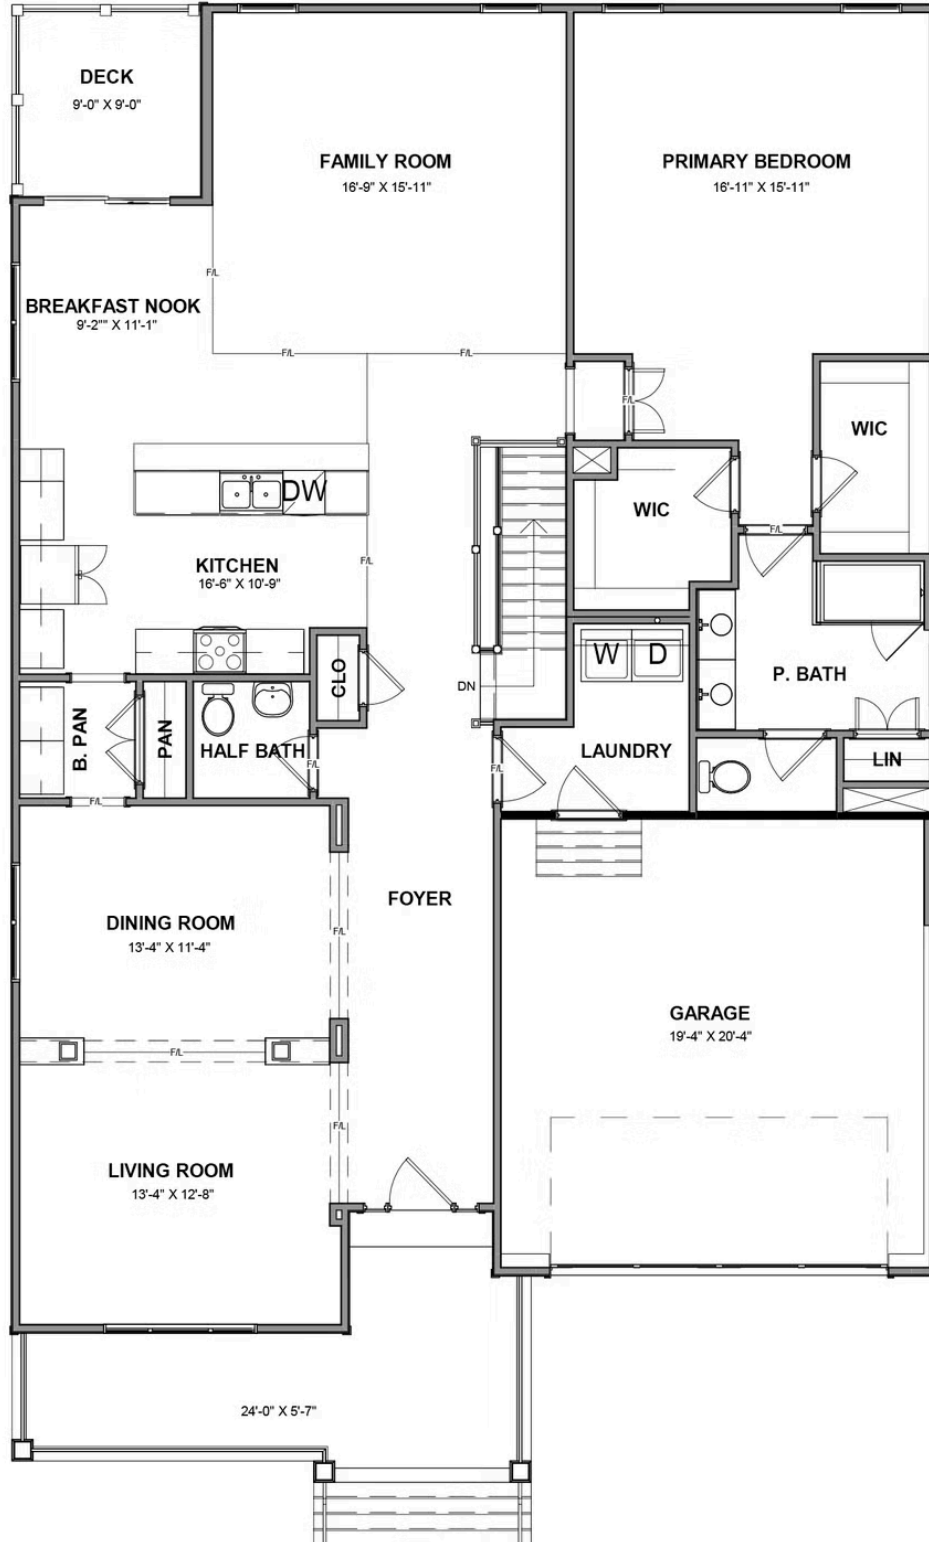 DECK
9'-0" X 9'-0"
FAMILY ROOM
16'-9" X 15'-11"
PRIMARY BEDROOM
16'-11" X 15'-11"
F/L
BREAKFAST NOOK
9'-2"" X 11'-1"
F/L
F/L
F/L
WIC
DW
WIC
F/L
KITCHEN
16'-6" X 10'-9"
F/L
W
D
CLO
DN
P. BATH
B. PAN
PAN
HALF BATH
LAUNDRY
LIN
F/L
F/L
F/L
FOYER
DINING ROOM
13'-4" X 11'-4"
F/L
GARAGE
19'-4" X 20'-4"
F/L
F/L
LIVING ROOM
13'-4" X 12'-8"
24'-0" X 5'-7"